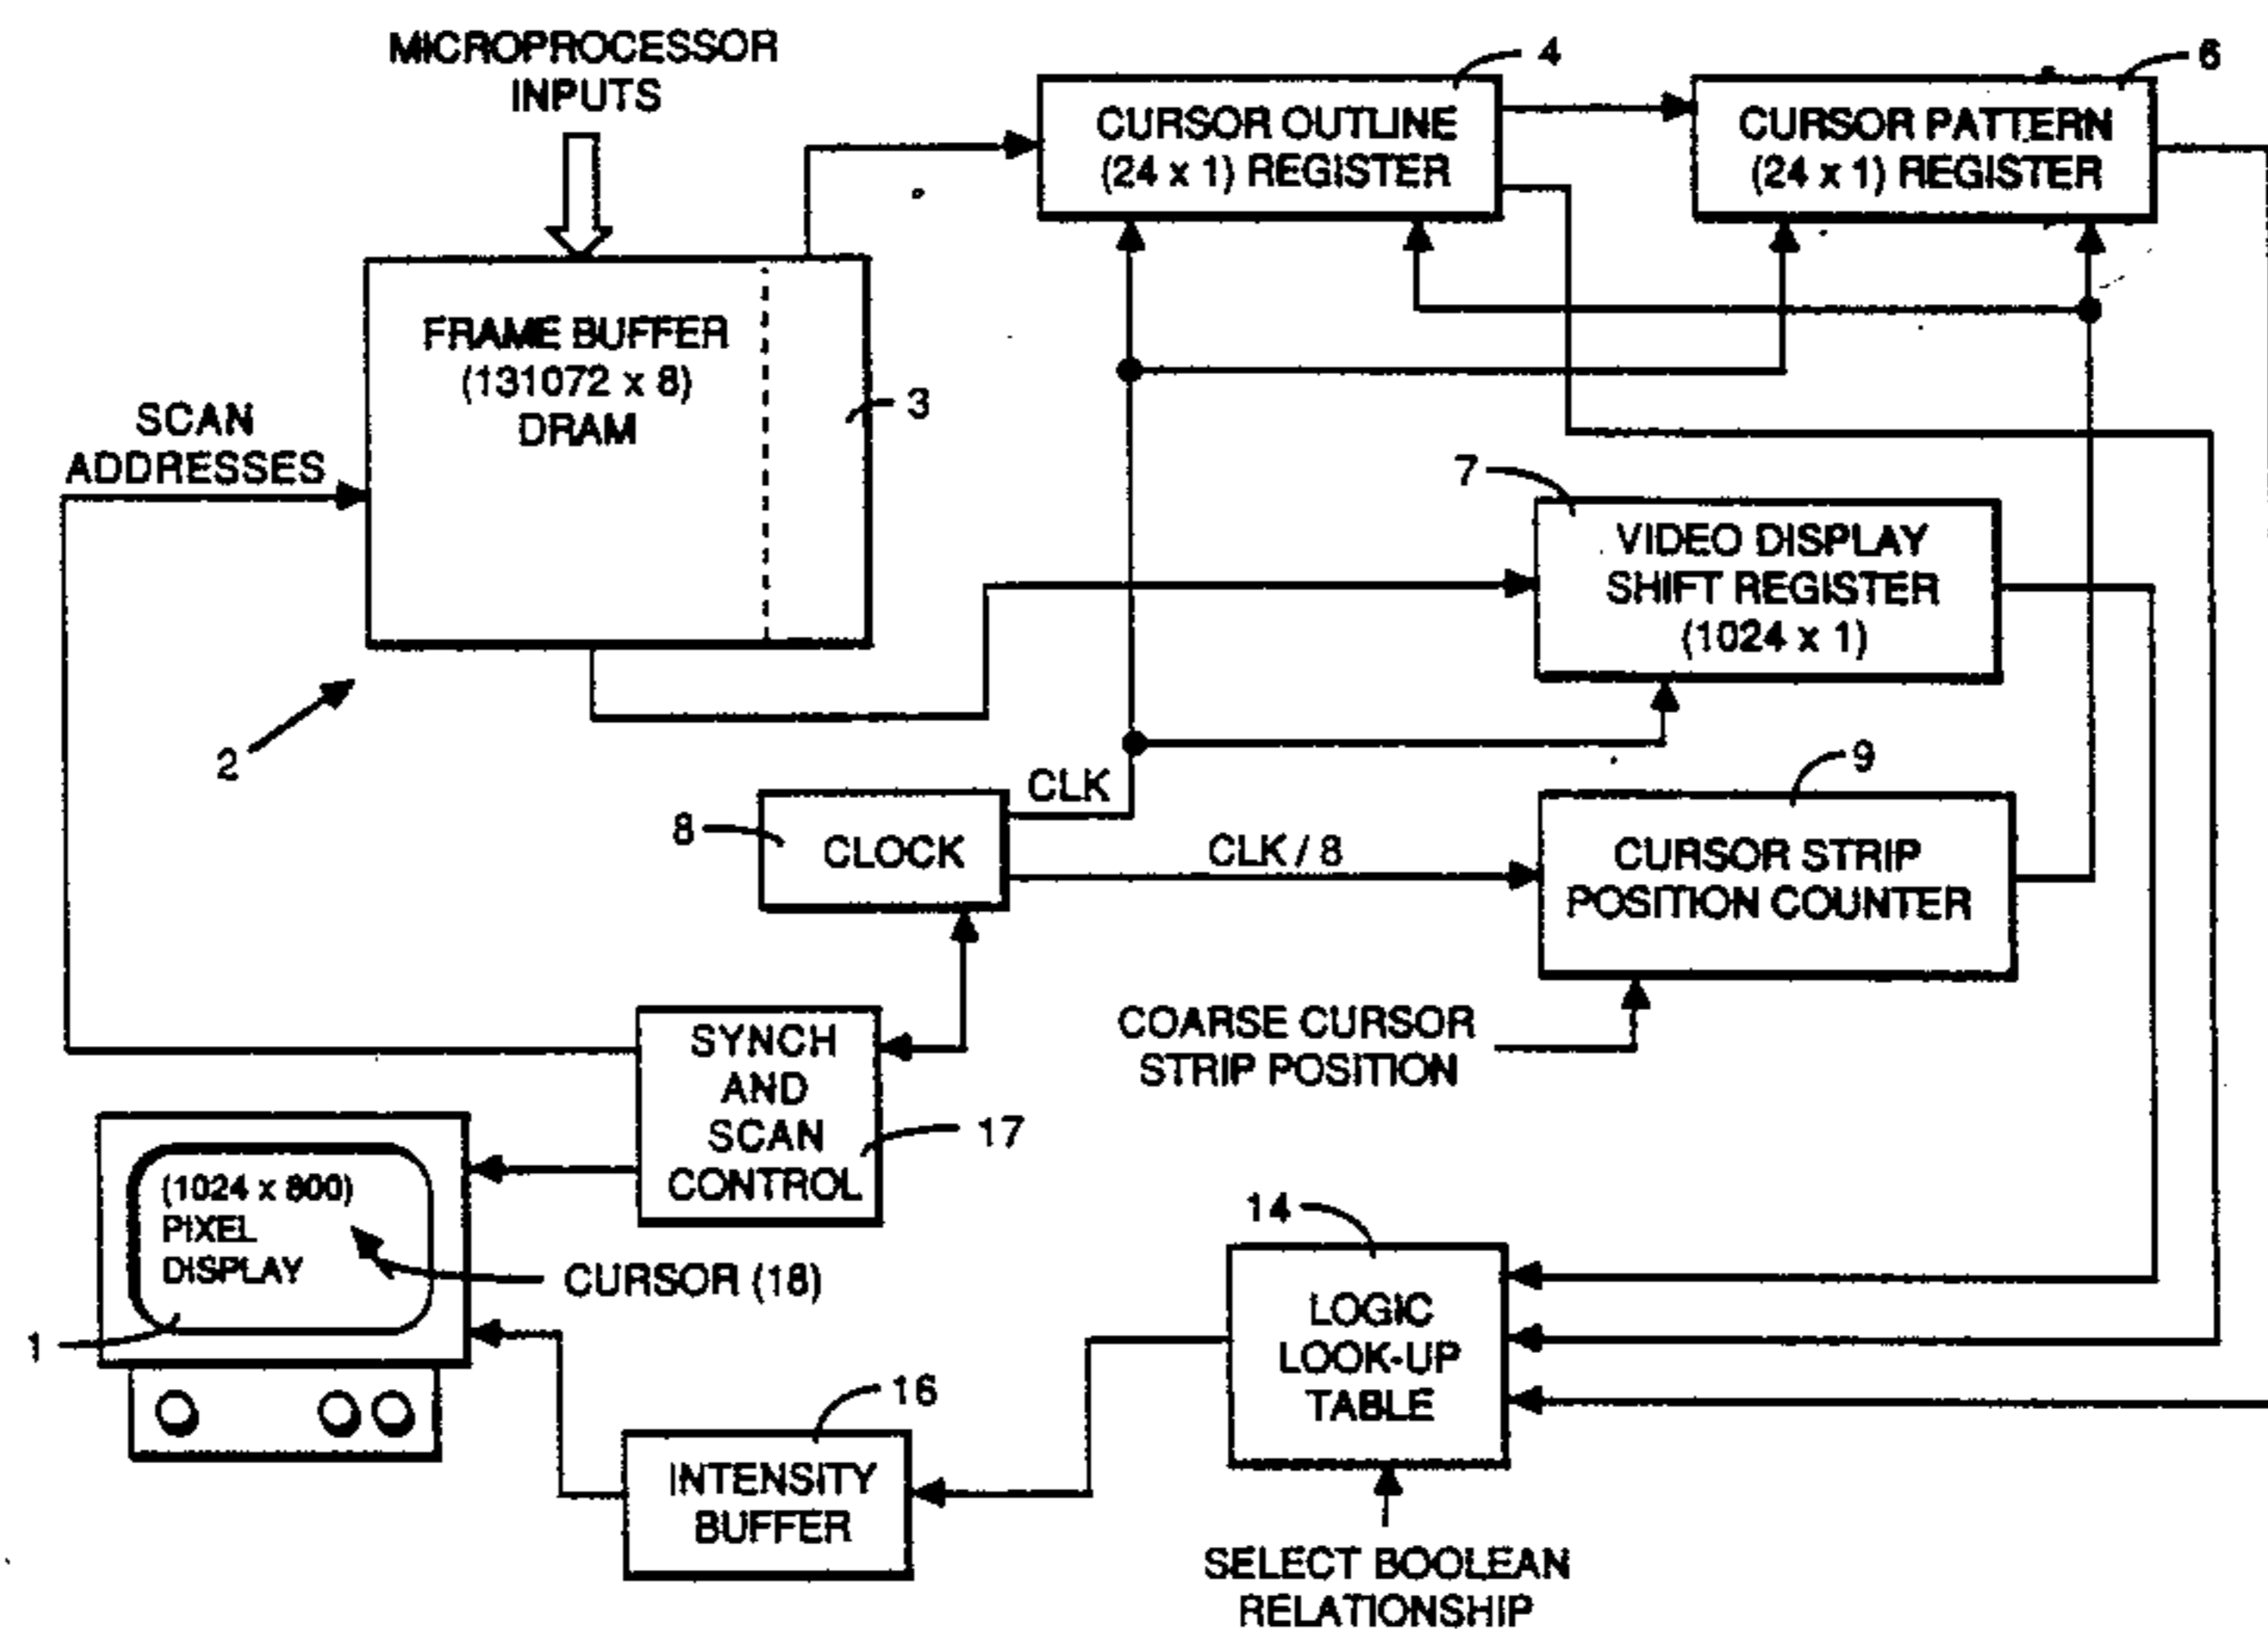 MICROPROCESSOR
INPUTS
4
6
CURSOR OUTLINE
(24 x 1) REGISTER
CURSOR PATTERN
(24 x 1) REGISTER
FRAME BUFFER
(131072 x 8)
DRAM
3
SCAN
ADDRESSES
7
VIDEO DISPLAY
SHIFT REGISTER
(1024 x 1)
2
CLK
9
8
CLOCK
CLK / 8
CURSOR STRIP
POSITION COUNTER
COARSE CURSOR
STRIP POSITION
SYNCH
AND
SCAN
CONTROL
17
(1024 x 800)
PIXEL
DISPLAY
CURSOR (18)
1
14
LOGIC
LOOK-UP
TABLE
16
INTENSITY
BUFFER
SELECT BOOLEAN
RELATIONSHIP